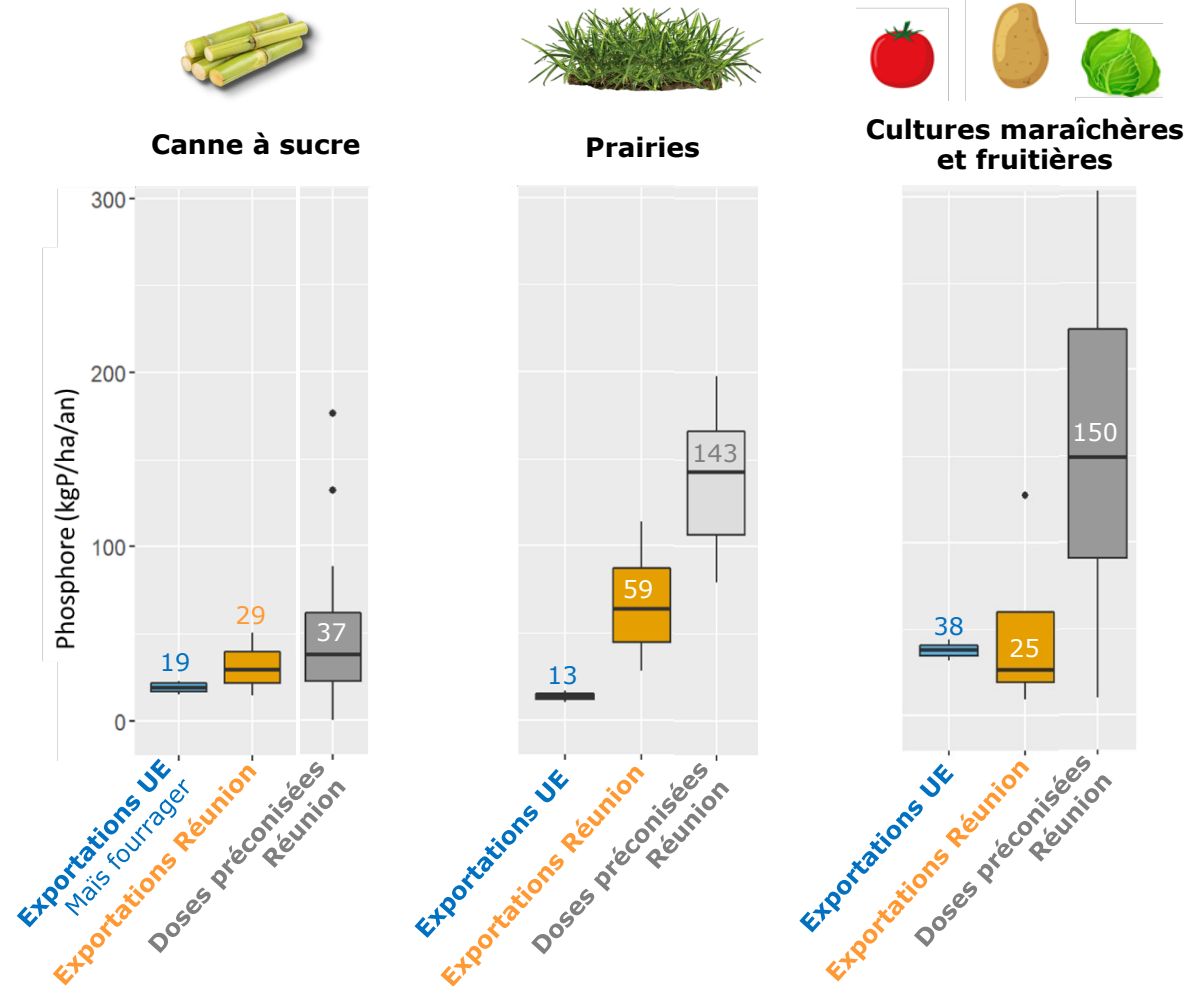 Canne à sucre
Prairies
Cultures maraîchères
et fruitières
Phosphore (kgP/ha/an)
300
200
100
0
19
29
37
13
59
143
38
25
150
Exportations UE
Maïs fourrager
Exportations Réunion
Doses préconisées
Réunion
Exportations UE
Exportations Réunion
Doses préconisées
Réunion
Exportations UE
Exportations Réunion
Doses préconisées
Réunion